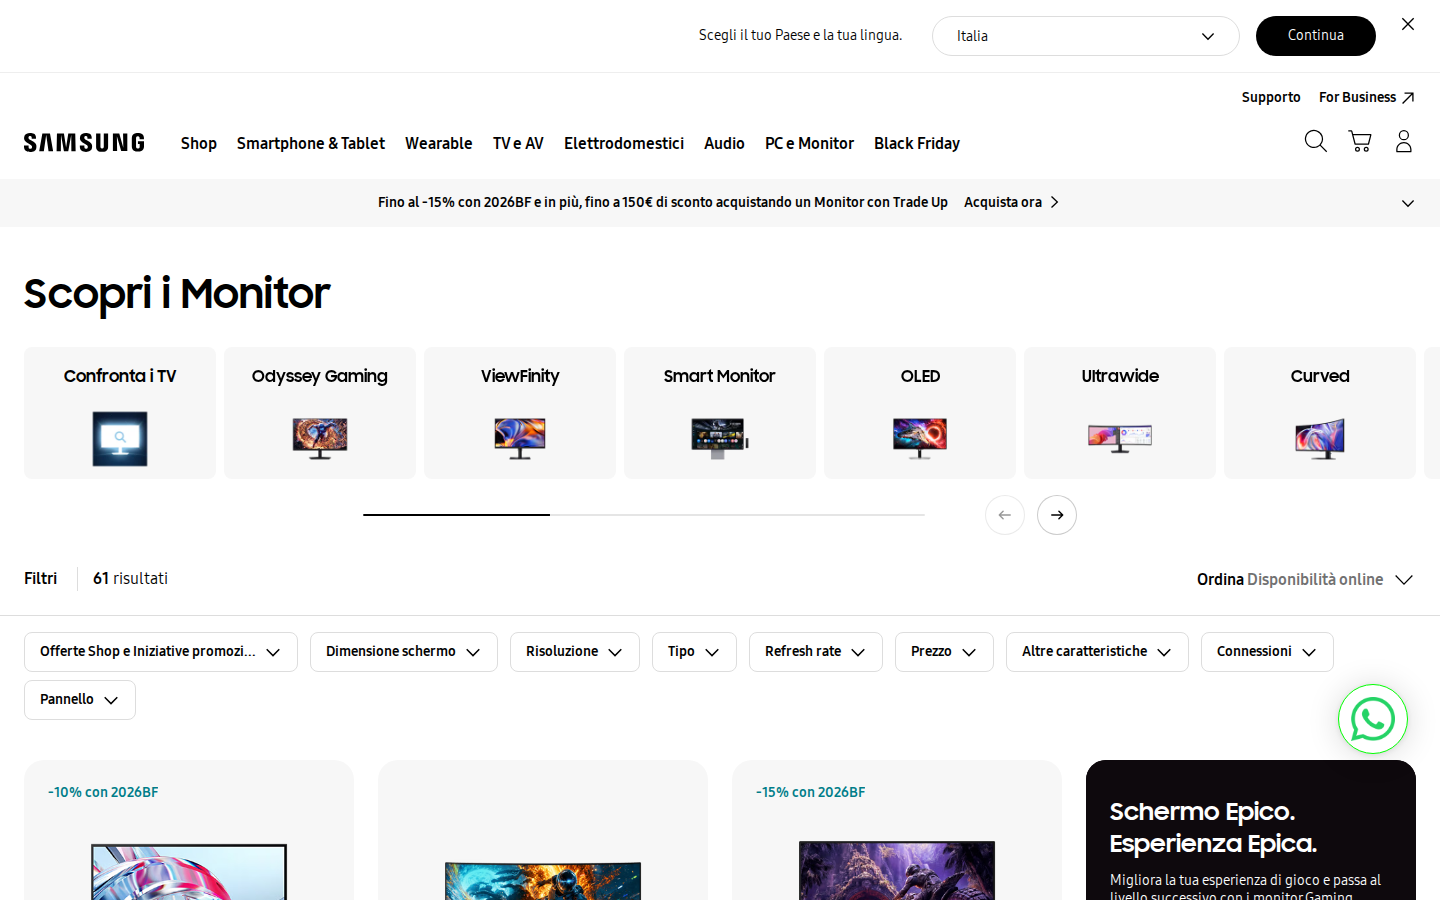 Scegli il tuo Paese e la tua lingua.
Italia
Continua
Supporto
For Business
SAMSUNG
Shop
Smartphone & Tablet
Wearable
TV e AV
Elettrodomestici
Audio
PC e Monitor
Black Friday
Fino al -15% con 2026BF e in più, fino a 150€ di sconto acquistando un Monitor con Trade Up
Acquista ora
Scopri i Monitor
Confronta i TV
Odyssey Gaming
ViewFinity
Smart Monitor
OLED
Ultrawide
Curved
Filtri
61 risultati
Ordina Disponibilità online
Offerte Shop e Iniziative promozi...
Dimensione schermo
Risoluzione
Tipo
Refresh rate
Prezzo
Altre caratteristiche
Connessioni
Pannello
-10% con 2026BF
-15% con 2026BF
Schermo Epico.
Esperienza Epica.
Migliora la tua esperienza di gioco e passa al
livello successivo con i monitor Gaming